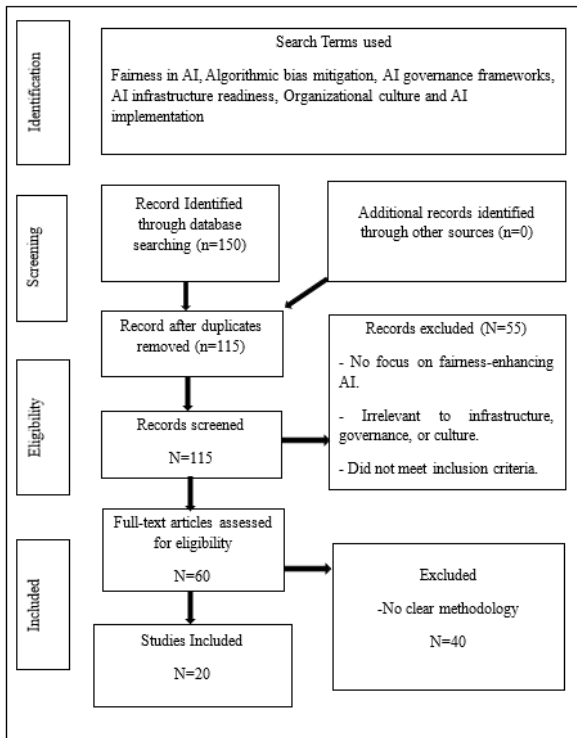 Identification
Search Terms used
Fairness in AI, Algorithmic bias mitigation, AI governance frameworks,
AI infrastructure readiness, Organizational culture and AI
implementation
Screening
Record Identified
through database
searching (n=150)
Additional records identified
through other sources (n=0)
Record after duplicates
removed (n=115)
Eligibility
Records excluded (N=55)
- No focus on fairness-enhancing
AI.
- Irrelevant to infrastructure,
governance, or culture.
- Did not meet inclusion criteria.
Records screened
N=115
Full-text articles assessed
for eligibility
N=60
Included
Excluded
-No clear methodology
N=40
Studies Included
N=20